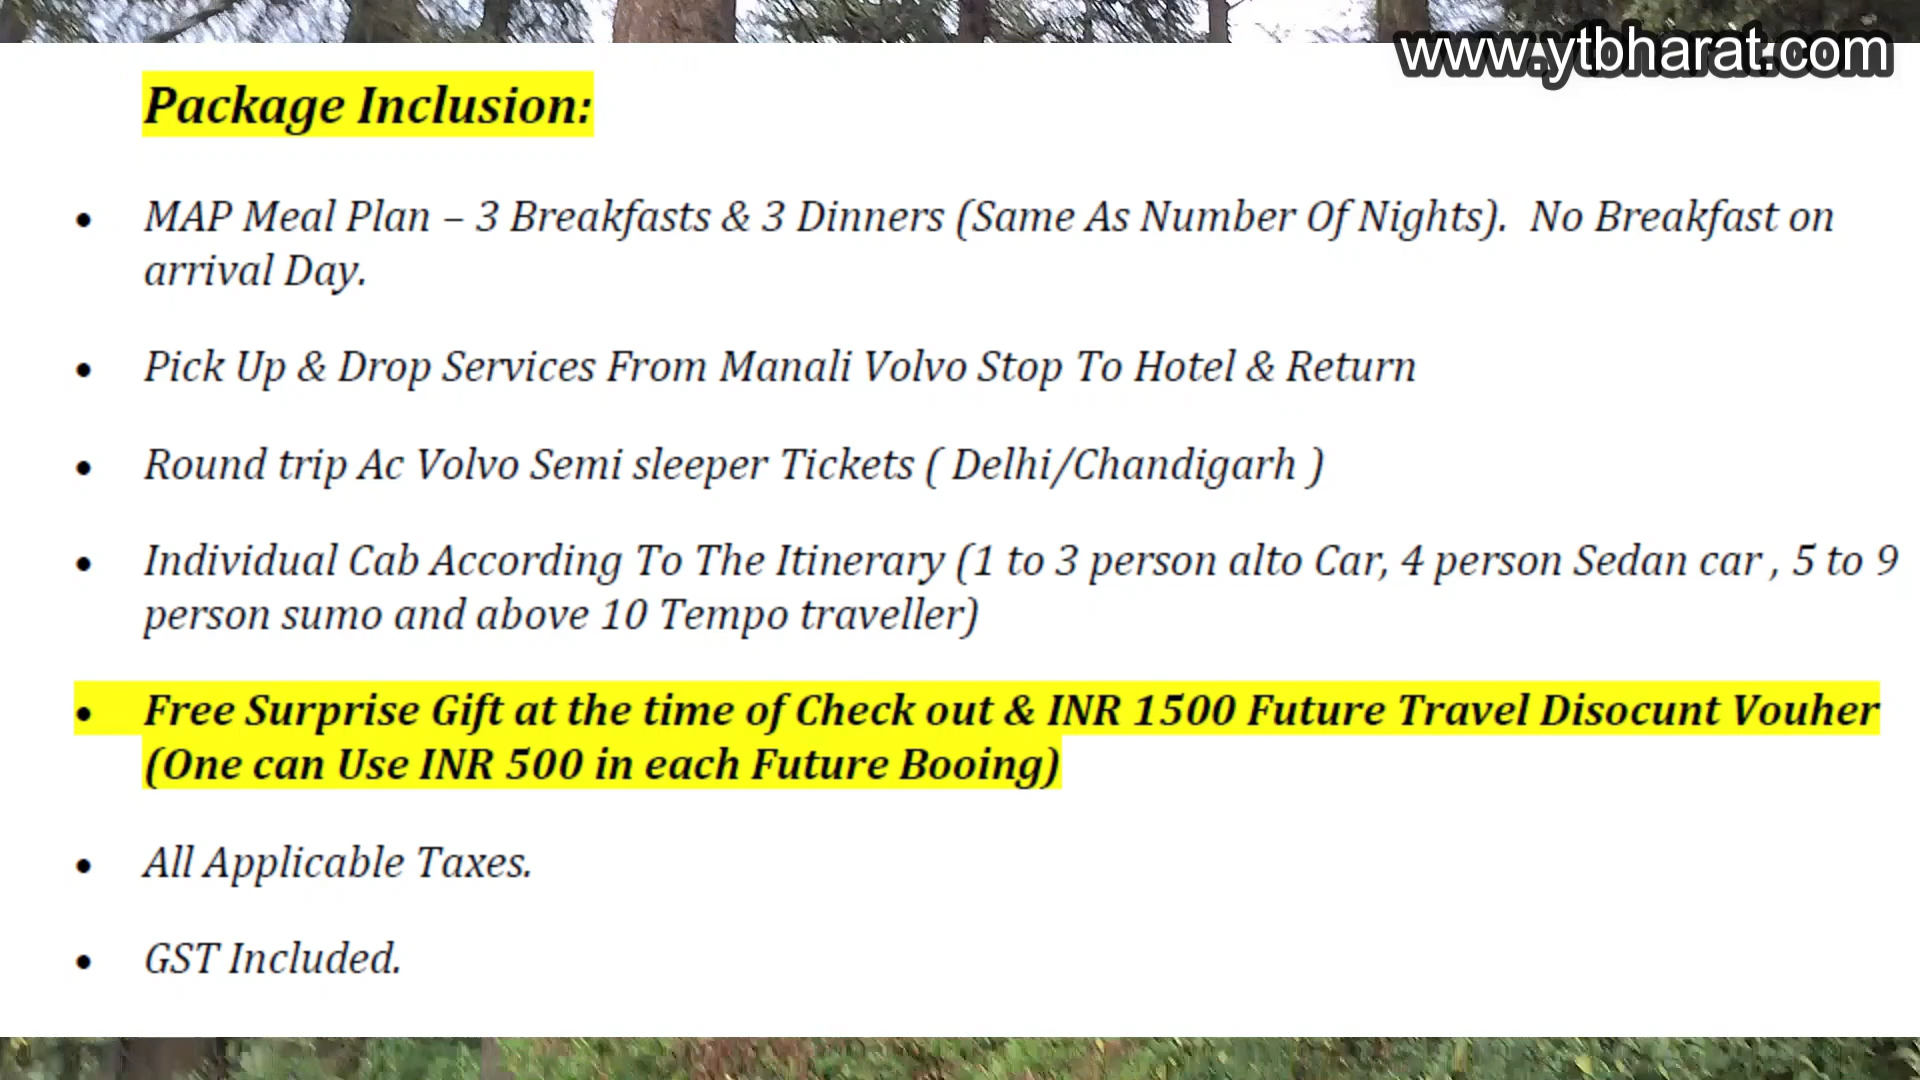 www.ytbharat.com
Package Inclusion:
• MAP Meal Plan – 3 Breakfasts & 3 Dinners (Same As Number Of Nights). No Breakfast on
arrival Day.
• Pick Up & Drop Services From Manali Volvo Stop To Hotel & Return
• Round trip Ac Volvo Semi sleeper Tickets ( Delhi/Chandigarh )
• Individual Cab According To The Itinerary (1 to 3 person alto Car, 4 person Sedan car , 5 to 9
person sumo and above 10 Tempo traveller)
• Free Surprise Gift at the time of Check out & INR 1500 Future Travel Disocunt Vouher
(One can Use INR 500 in each Future Booing)
• All Applicable Taxes.
• GST Included.